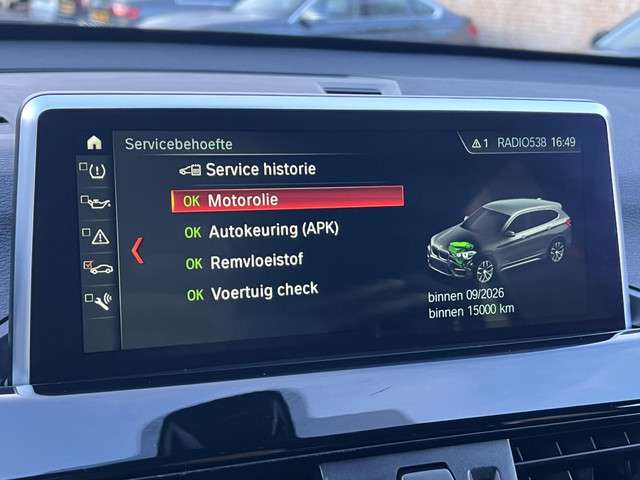 Servicebehoefte
1 RADIO538 16:49
Service historie
OK Motorolie
OK Autokeuring (APK)
OK Remvloeistof
OK Voertuig check
binnen 09/2026
binnen 15000 km